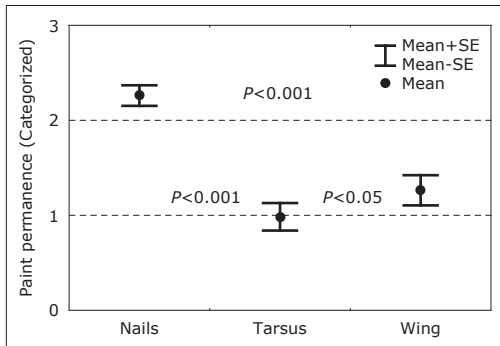 Paint permanence (Categorized)
3
2
1
0
Mean+SE
Mean-SE
Mean
P<0.001
P<0.001
P<0.05
Nails
Tarsus
Wing